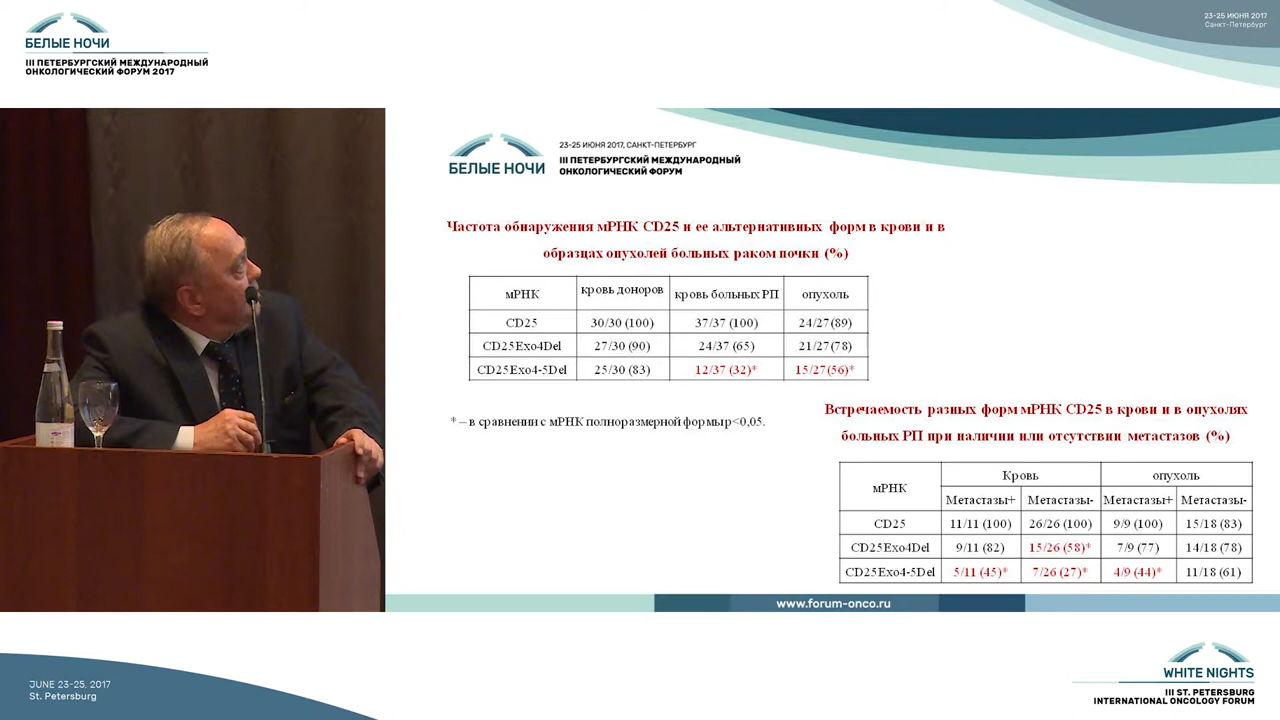 БЕЛЫЕ НОЧИ
III ПЕТЕРБУРГСКИЙ МЕЖДУНАРОДНЫЙ
ОНКОЛОГИЧЕСКИЙ ФОРУМ 2017
23-25 ИЮНЯ 2017
Санкт-Петербург
БЕЛЫЕ НОЧИ
23-25 ИЮНЯ 2017, САНКТ-ПЕТЕРБУРГ
III ПЕТЕРБУРГСКИЙ МЕЖДУНАРОДНЫЙ
ОНКОЛОГИЧЕСКИЙ ФОРУМ
Частота обнаружения мРНК CD25 и ее альтернативных форм в крови и в
образцах опухолей больных раком почки (%)
мРНК кровь доноров кровь больных РП опухоль
CD25 30/30 (100) 37/37 (100) 24/27(89)
CD25Exo4Del 27/30 (90) 24/37 (65) 21/27(78)
CD25Exo4-5Del 25/30 (83) 12/37 (32)* 15/27(56)*
* – в сравнении с мРНК полноразмерной формыp<0,05.
Встречаемость разных форм мРНК CD25 в крови и в опухолях
больных РП при наличии или отсутствии метастазов (%)
мРНК Кровь опухоль
Метастазы+ Метастазы- Метастазы+ Метастазы-
CD25 11/11 (100) 26/26 (100) 9/9 (100) 15/18 (83)
CD25Exo4Del 9/11 (82) 15/26 (58)* 7/9 (77) 14/18 (78)
CD25Exo4-5Del 5/11 (45)* 7/26 (27)* 4/9 (44)* 11/18 (61)
www.forum-onco.ru
JUNE 23-25, 2017
St. Petersburg
WHITE NIGHTS
III ST. PETERSBURG
INTERNATIONAL ONCOLOGY FORUM